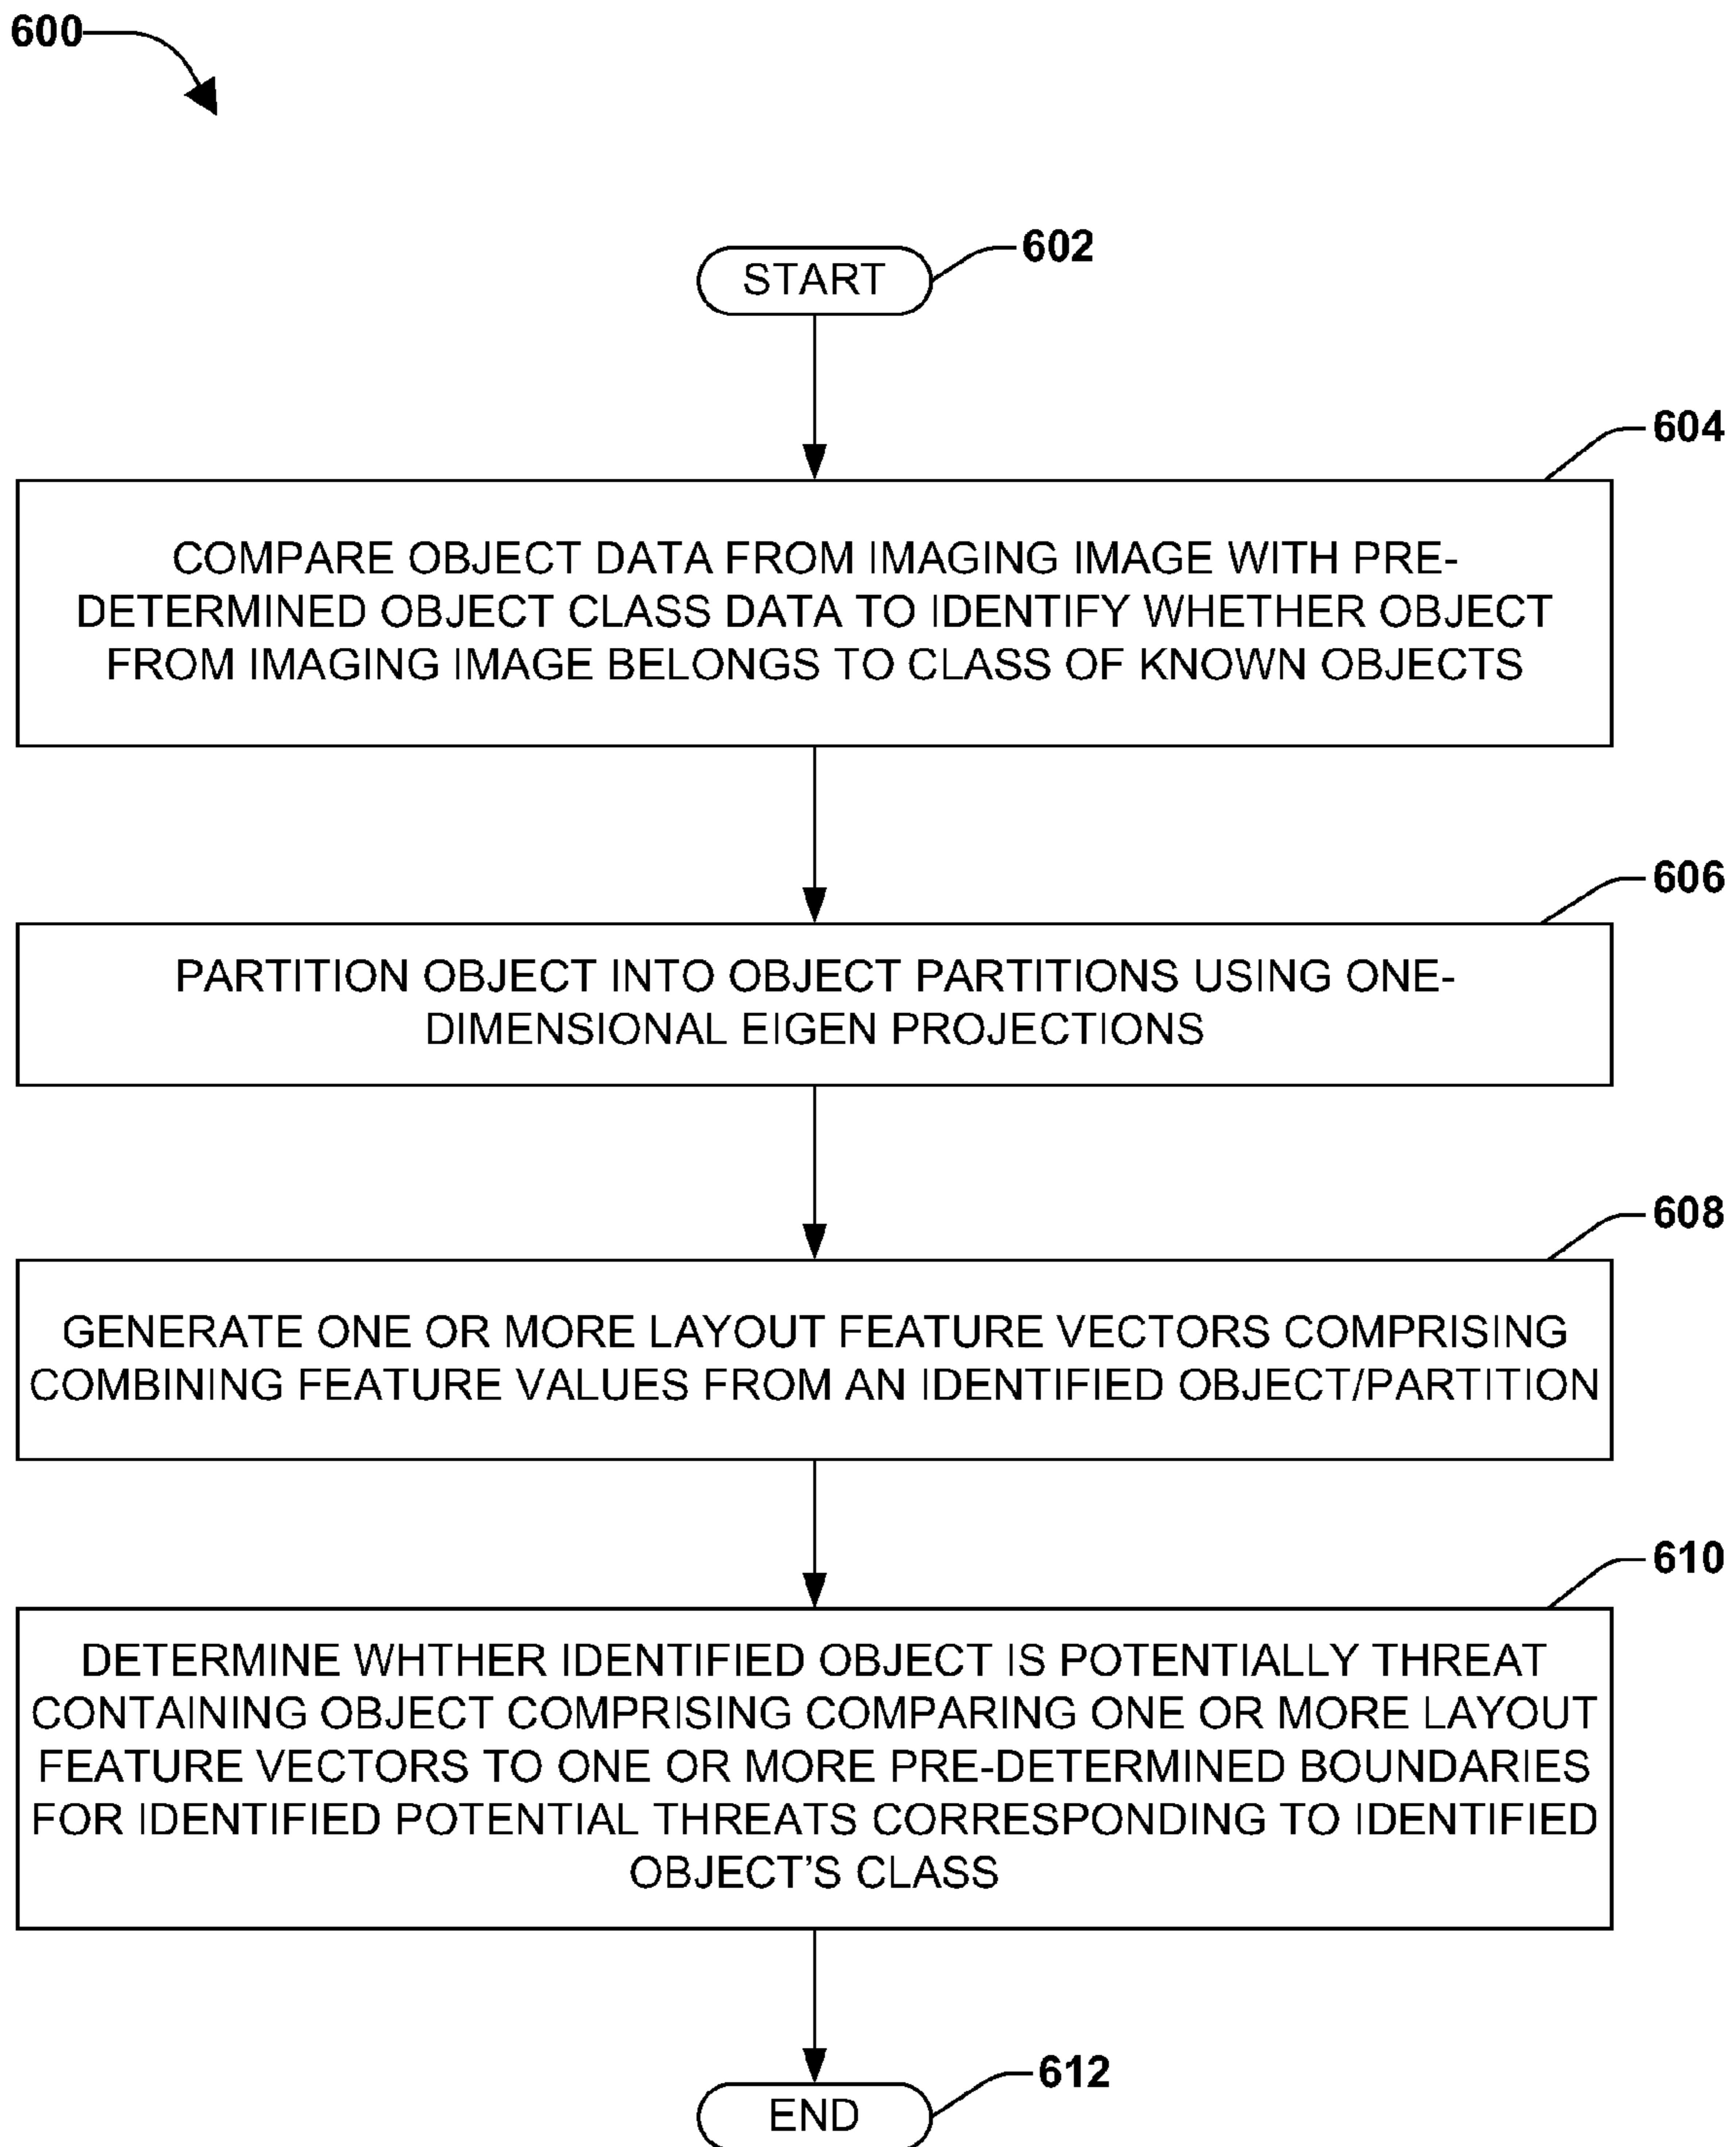 600
START
602
604
COMPARE OBJECT DATA FROM IMAGING IMAGE WITH PRE-
DETERMINED OBJECT CLASS DATA TO IDENTIFY WHETHER OBJECT
FROM IMAGING IMAGE BELONGS TO CLASS OF KNOWN OBJECTS
606
PARTITION OBJECT INTO OBJECT PARTITIONS USING ONE-
DIMENSIONAL EIGEN PROJECTIONS
608
GENERATE ONE OR MORE LAYOUT FEATURE VECTORS COMPRISING
COMBINING FEATURE VALUES FROM AN IDENTIFIED OBJECT/PARTITION
610
DETERMINE WHTHER IDENTIFIED OBJECT IS POTENTIALLY THREAT
CONTAINING OBJECT COMPRISING COMPARING ONE OR MORE LAYOUT
FEATURE VECTORS TO ONE OR MORE PRE-DETERMINED BOUNDARIES
FOR IDENTIFIED POTENTIAL THREATS CORRESPONDING TO IDENTIFIED
OBJECT'S CLASS
612
END